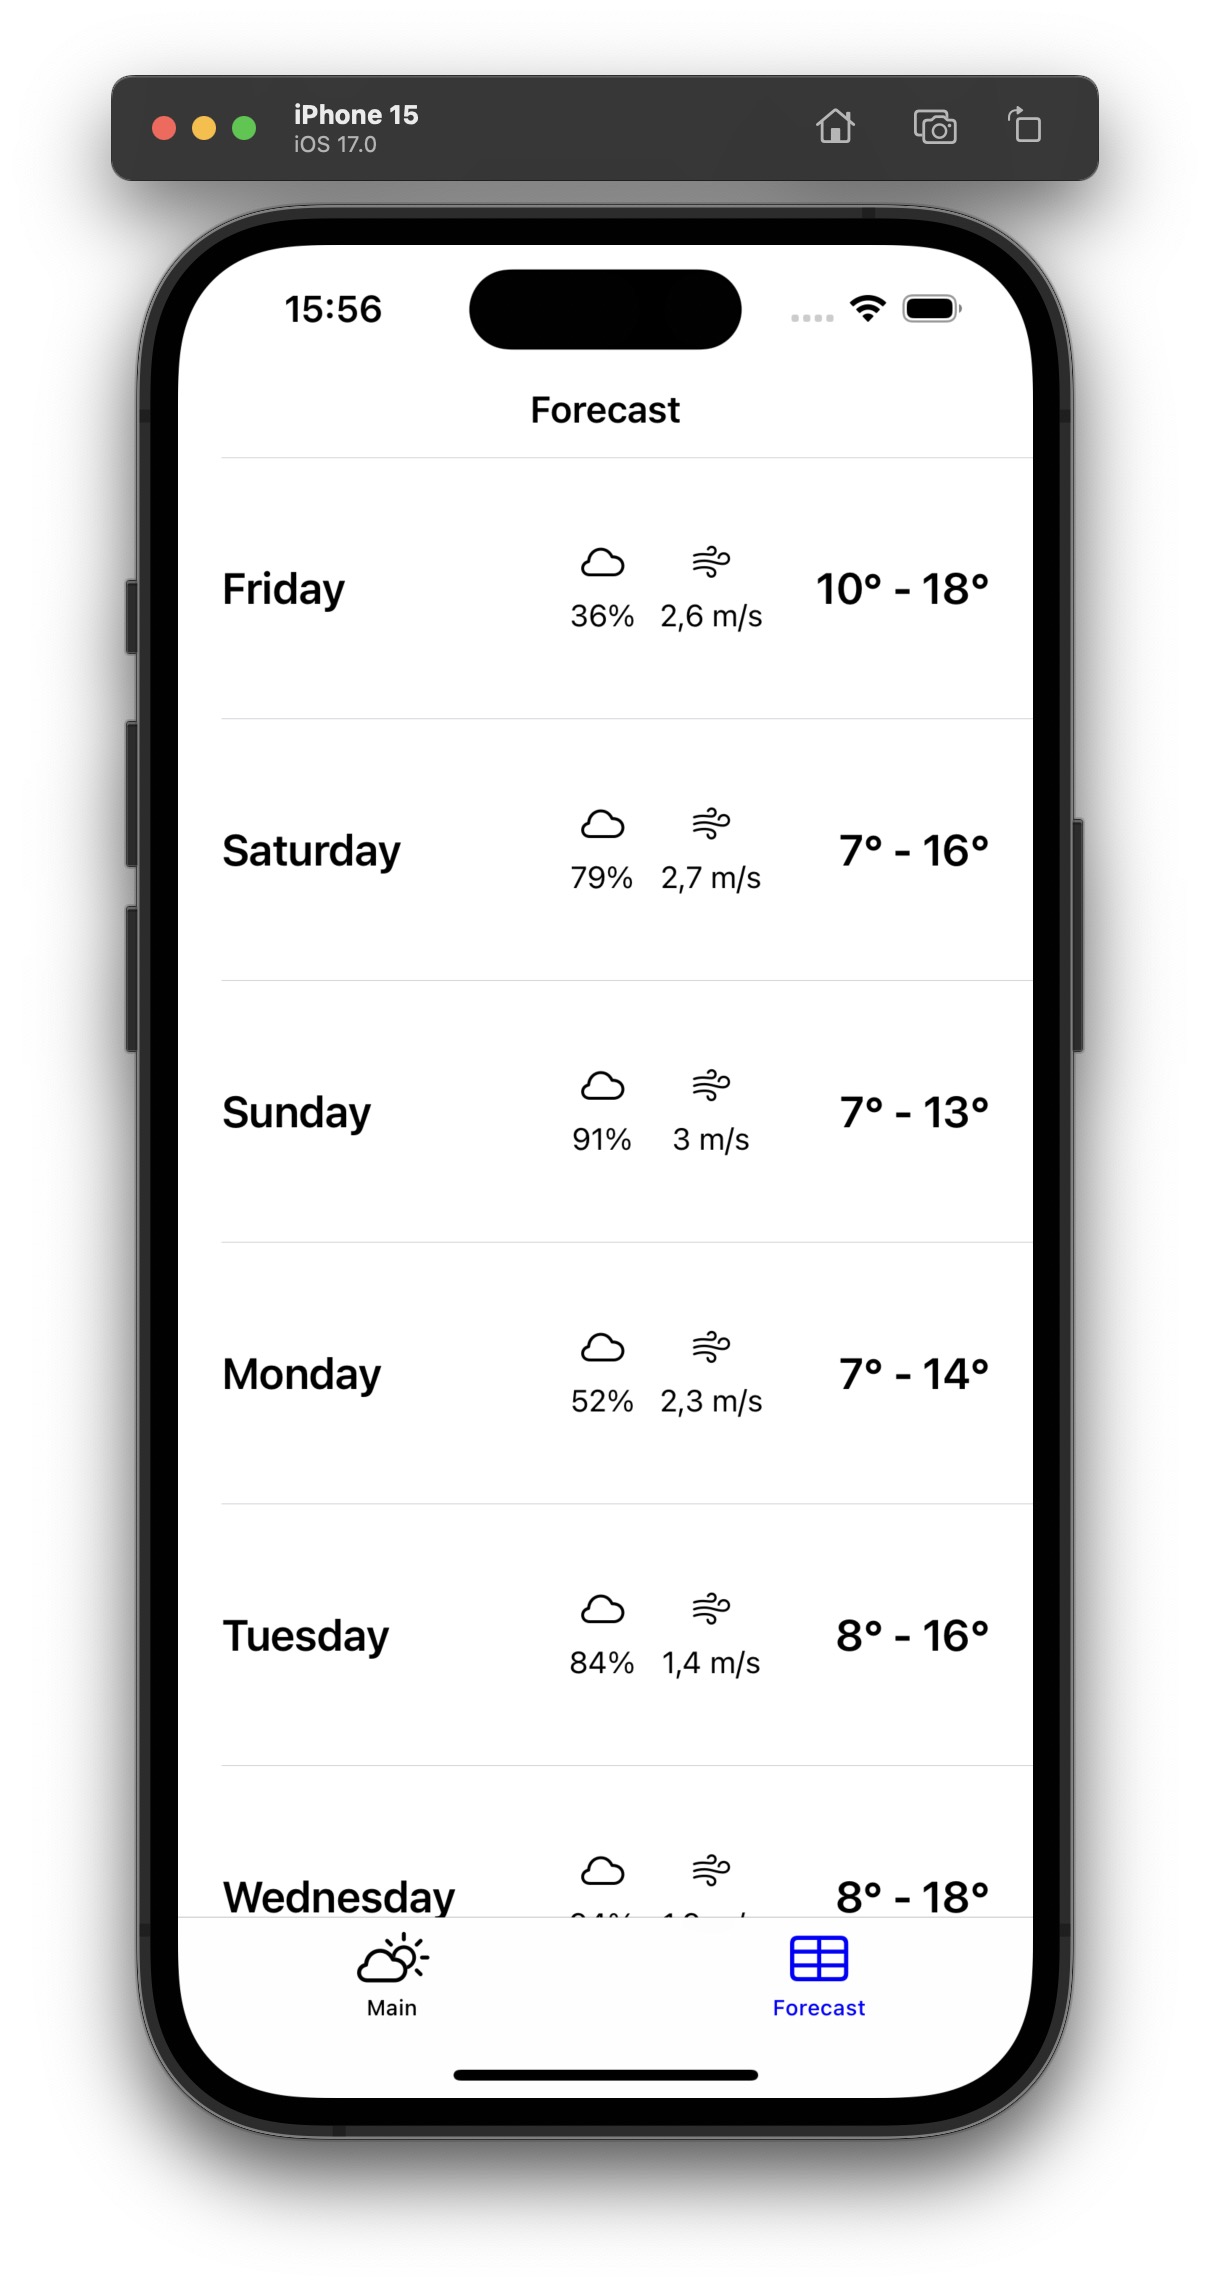 iPhone 15
iOS 17.0
15:56
Forecast
Friday 36% 2,6 m/s 10° - 18°
Saturday 79% 2,7 m/s 7° - 16°
Sunday 91% 3 m/s 7° - 13°
Monday 52% 2,3 m/s 7° - 14°
Tuesday 84% 1,4 m/s 8° - 16°
Wednesday 8° - 18°
Main Forecast